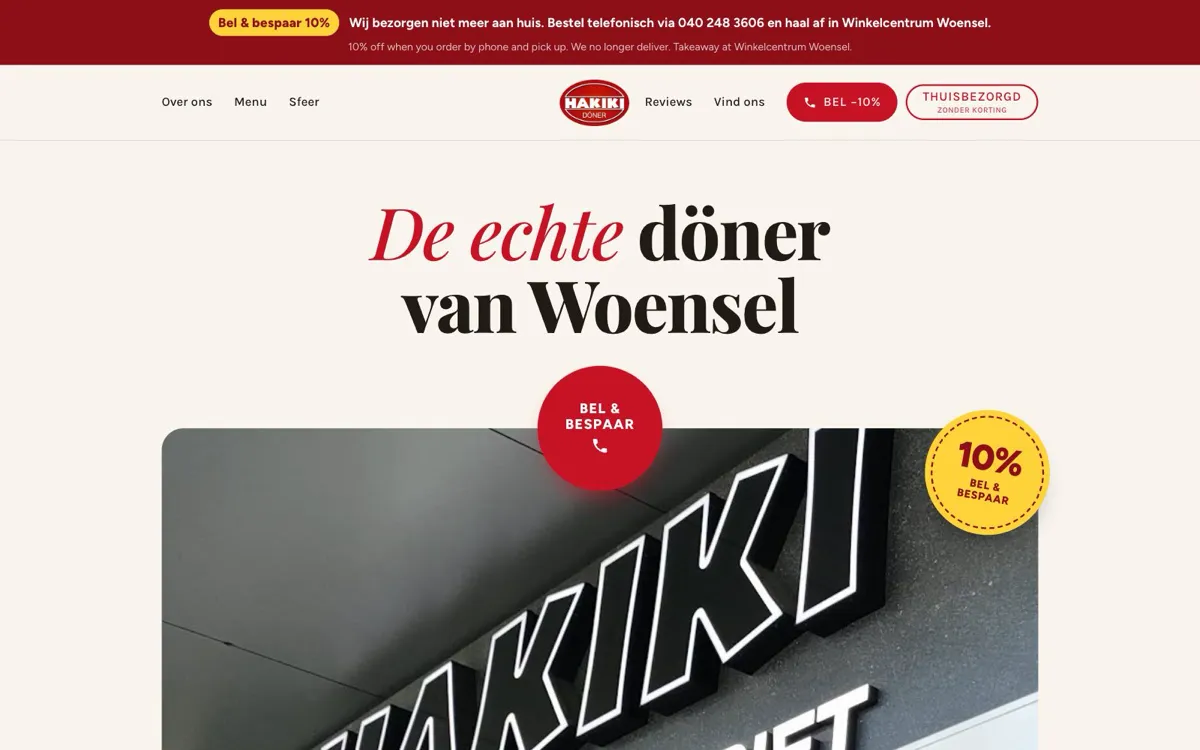 Bel & bespaar 10%
Wij bezorgen niet meer aan huis. Bestel telefonisch via 040 248 3606 en haal af in Winkelcentrum Woensel.
10% off when you order by phone and pick up. We no longer deliver. Takeaway at Winkelcentrum Woensel.
Over ons
Menu
Sfeer
HAKIKI
DÖNER
Reviews
Vind ons
BEL −10%
THUISBEZORGD
ZONDER KORTING
De echte döner
van Woensel
BEL &
BESPAAR
10%
BEL &
BESPAAR
HAKIKI